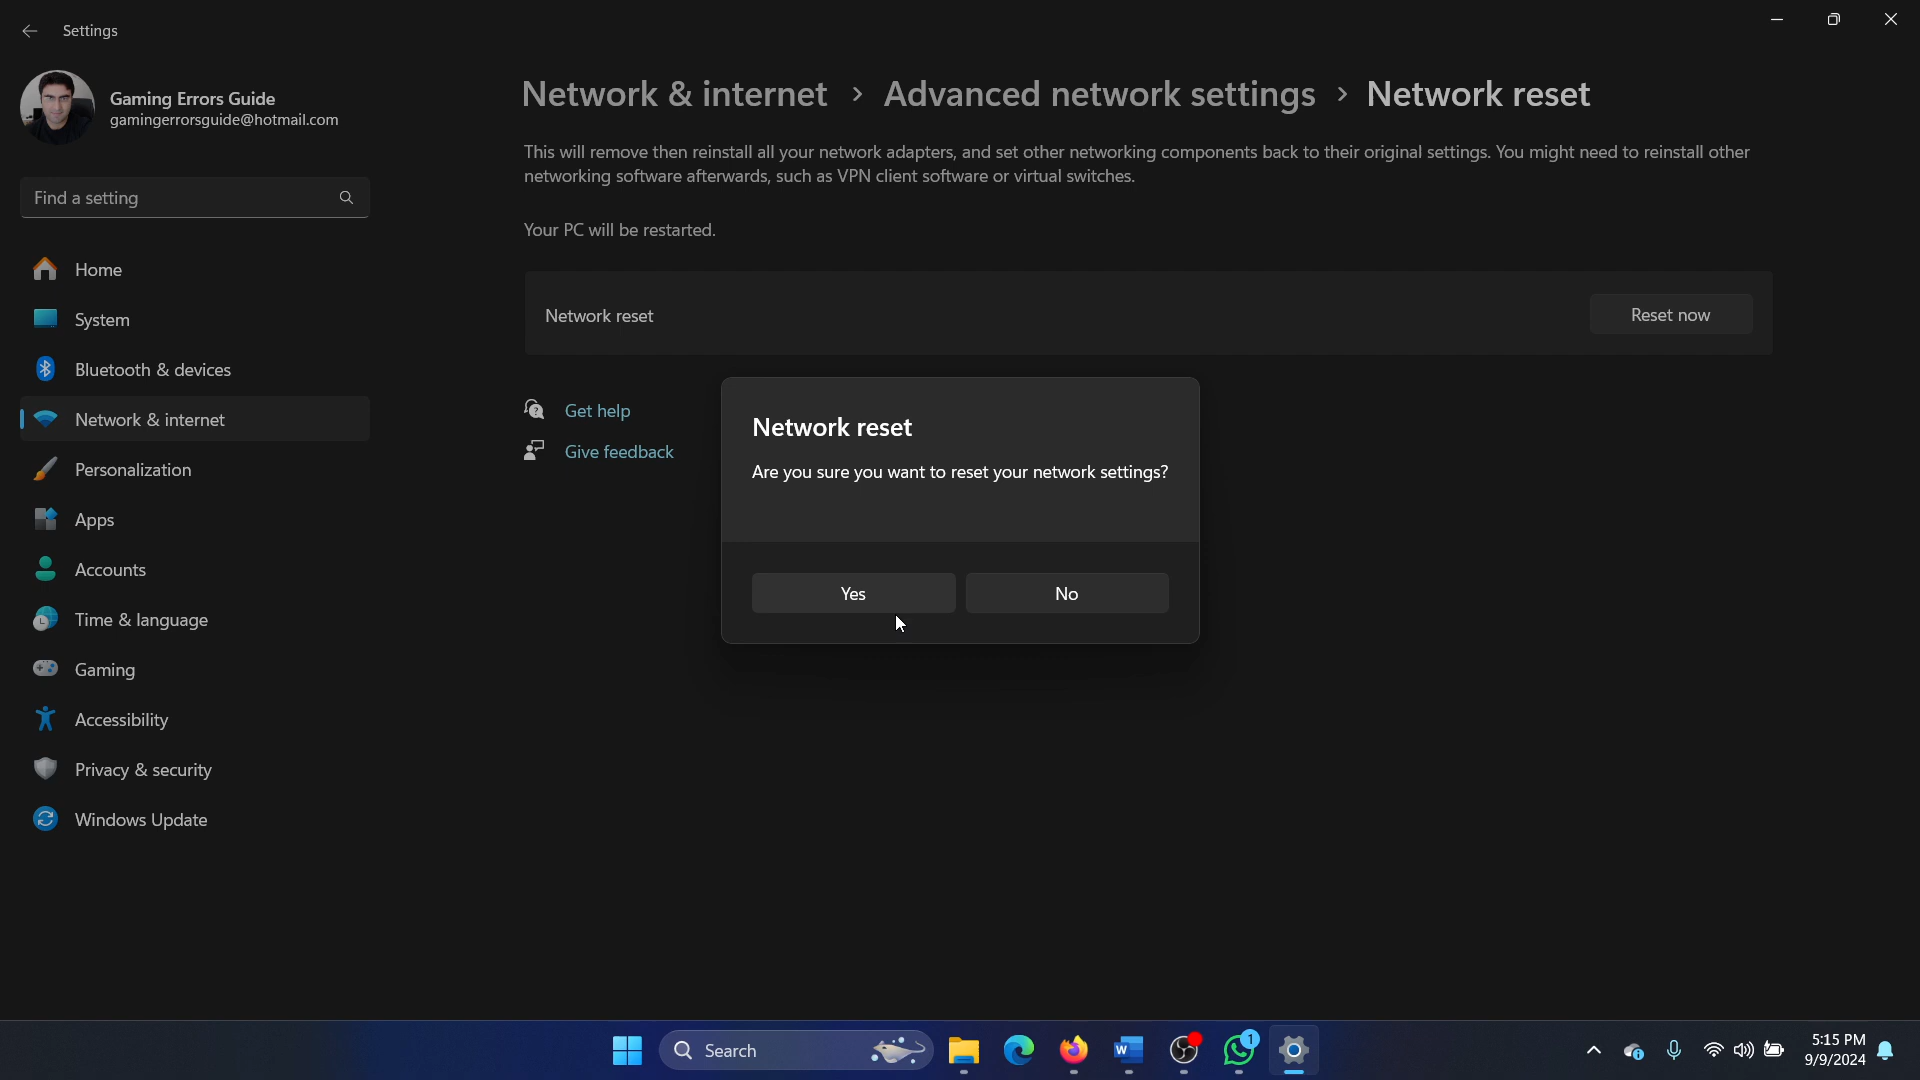 Settings
Gaming Errors Guide
gamingerrorsguide@hotmail.com
Find a setting
Home
System
Bluetooth & devices
Network & internet
Personalization
Apps
Accounts
Time & language
Gaming
Accessibility
Privacy & security
Windows Update
Network & internet > Advanced network settings > Network reset
This will remove then reinstall all your network adapters, and set other networking components back to their original settings. You might need to reinstall other
networking software afterwards, such as VPN client software or virtual switches.
Your PC will be restarted.
Network reset
Reset now
Get help
Give feedback
Network reset
Are you sure you want to reset your network settings?
Yes
No
Search
W
1
5:15 PM
9/9/2024